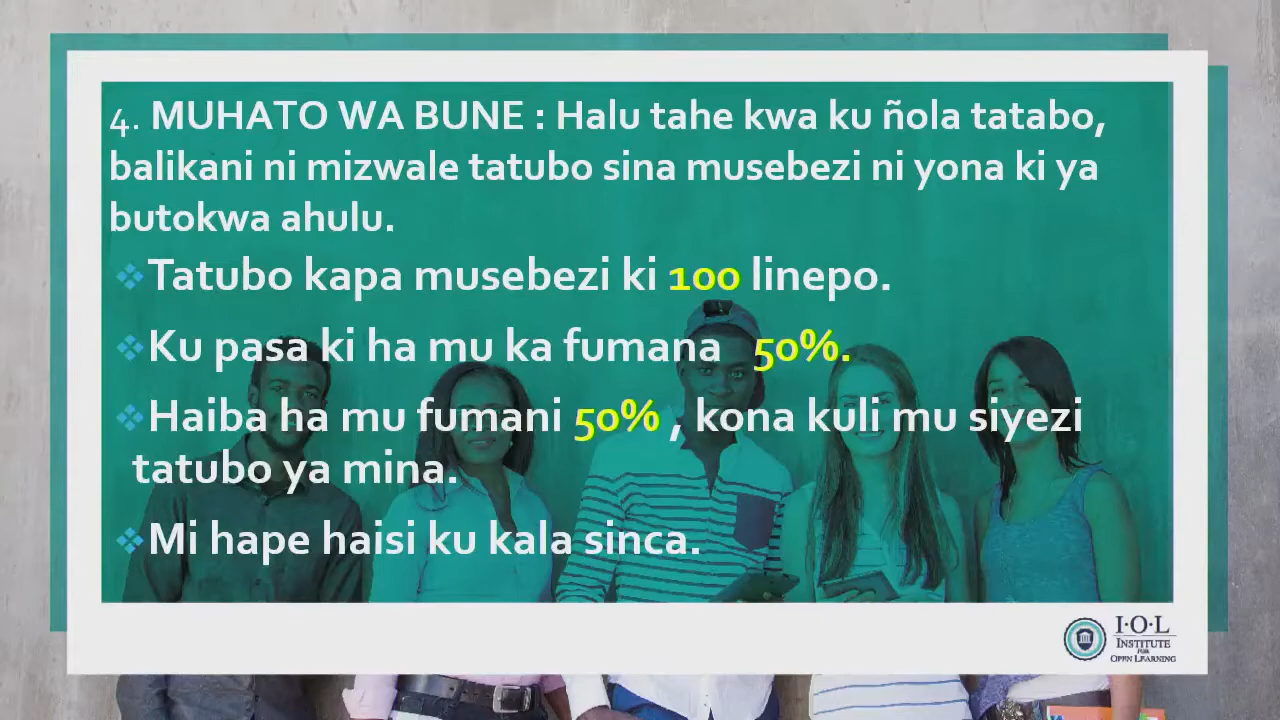 4. MUHATO WA BUNE : Halu tahe kwa ku ñola tatabo,
balikani ni mizwale tatubo sina musebezi ni yona ki ya
butokwa ahulu.
❖Tatubo kapa musebezi ki 100 linepo.
❖Ku pasa ki ha mu ka fumana 50%.
❖Haiba ha mu fumani 50% , kona kuli mu siyezi
tatubo ya mina.
❖Mi hape haisi ku kala sinca.
I·O·L
INSTITUTE
FOR
OPEN LEARNING